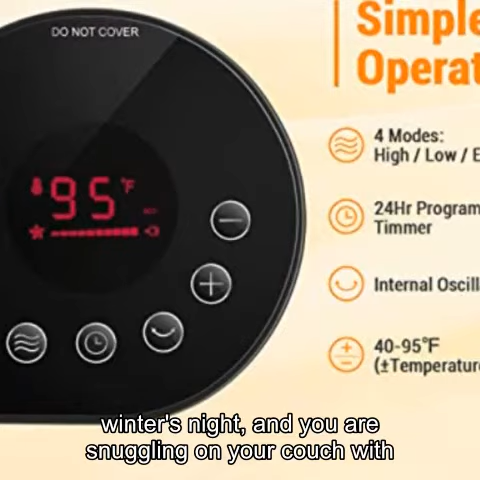 DO NOT COVER
95°F
Simple
Operat
4 Modes:
High / Low / E
24Hr Program
Timmer
Internal Oscill
40-95°F
(±Temperature
winter's night, and you are
snuggling on your couch with